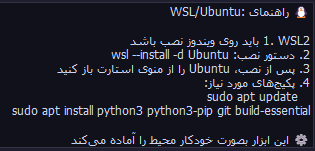 🐧 راهنمای WSL/Ubuntu:
1. WSL2 باید روی ویندوز نصب باشد
2. دستور نصب: wsl --install -d Ubuntu
3. پس از نصب، Ubuntu را از منوی استارت باز کنید
4. پکیج‌های مورد نیاز:
sudo apt update
sudo apt install python3 python3-pip git build-essential
⚙️ این ابزار بصورت خودکار محیط را آماده می‌کند